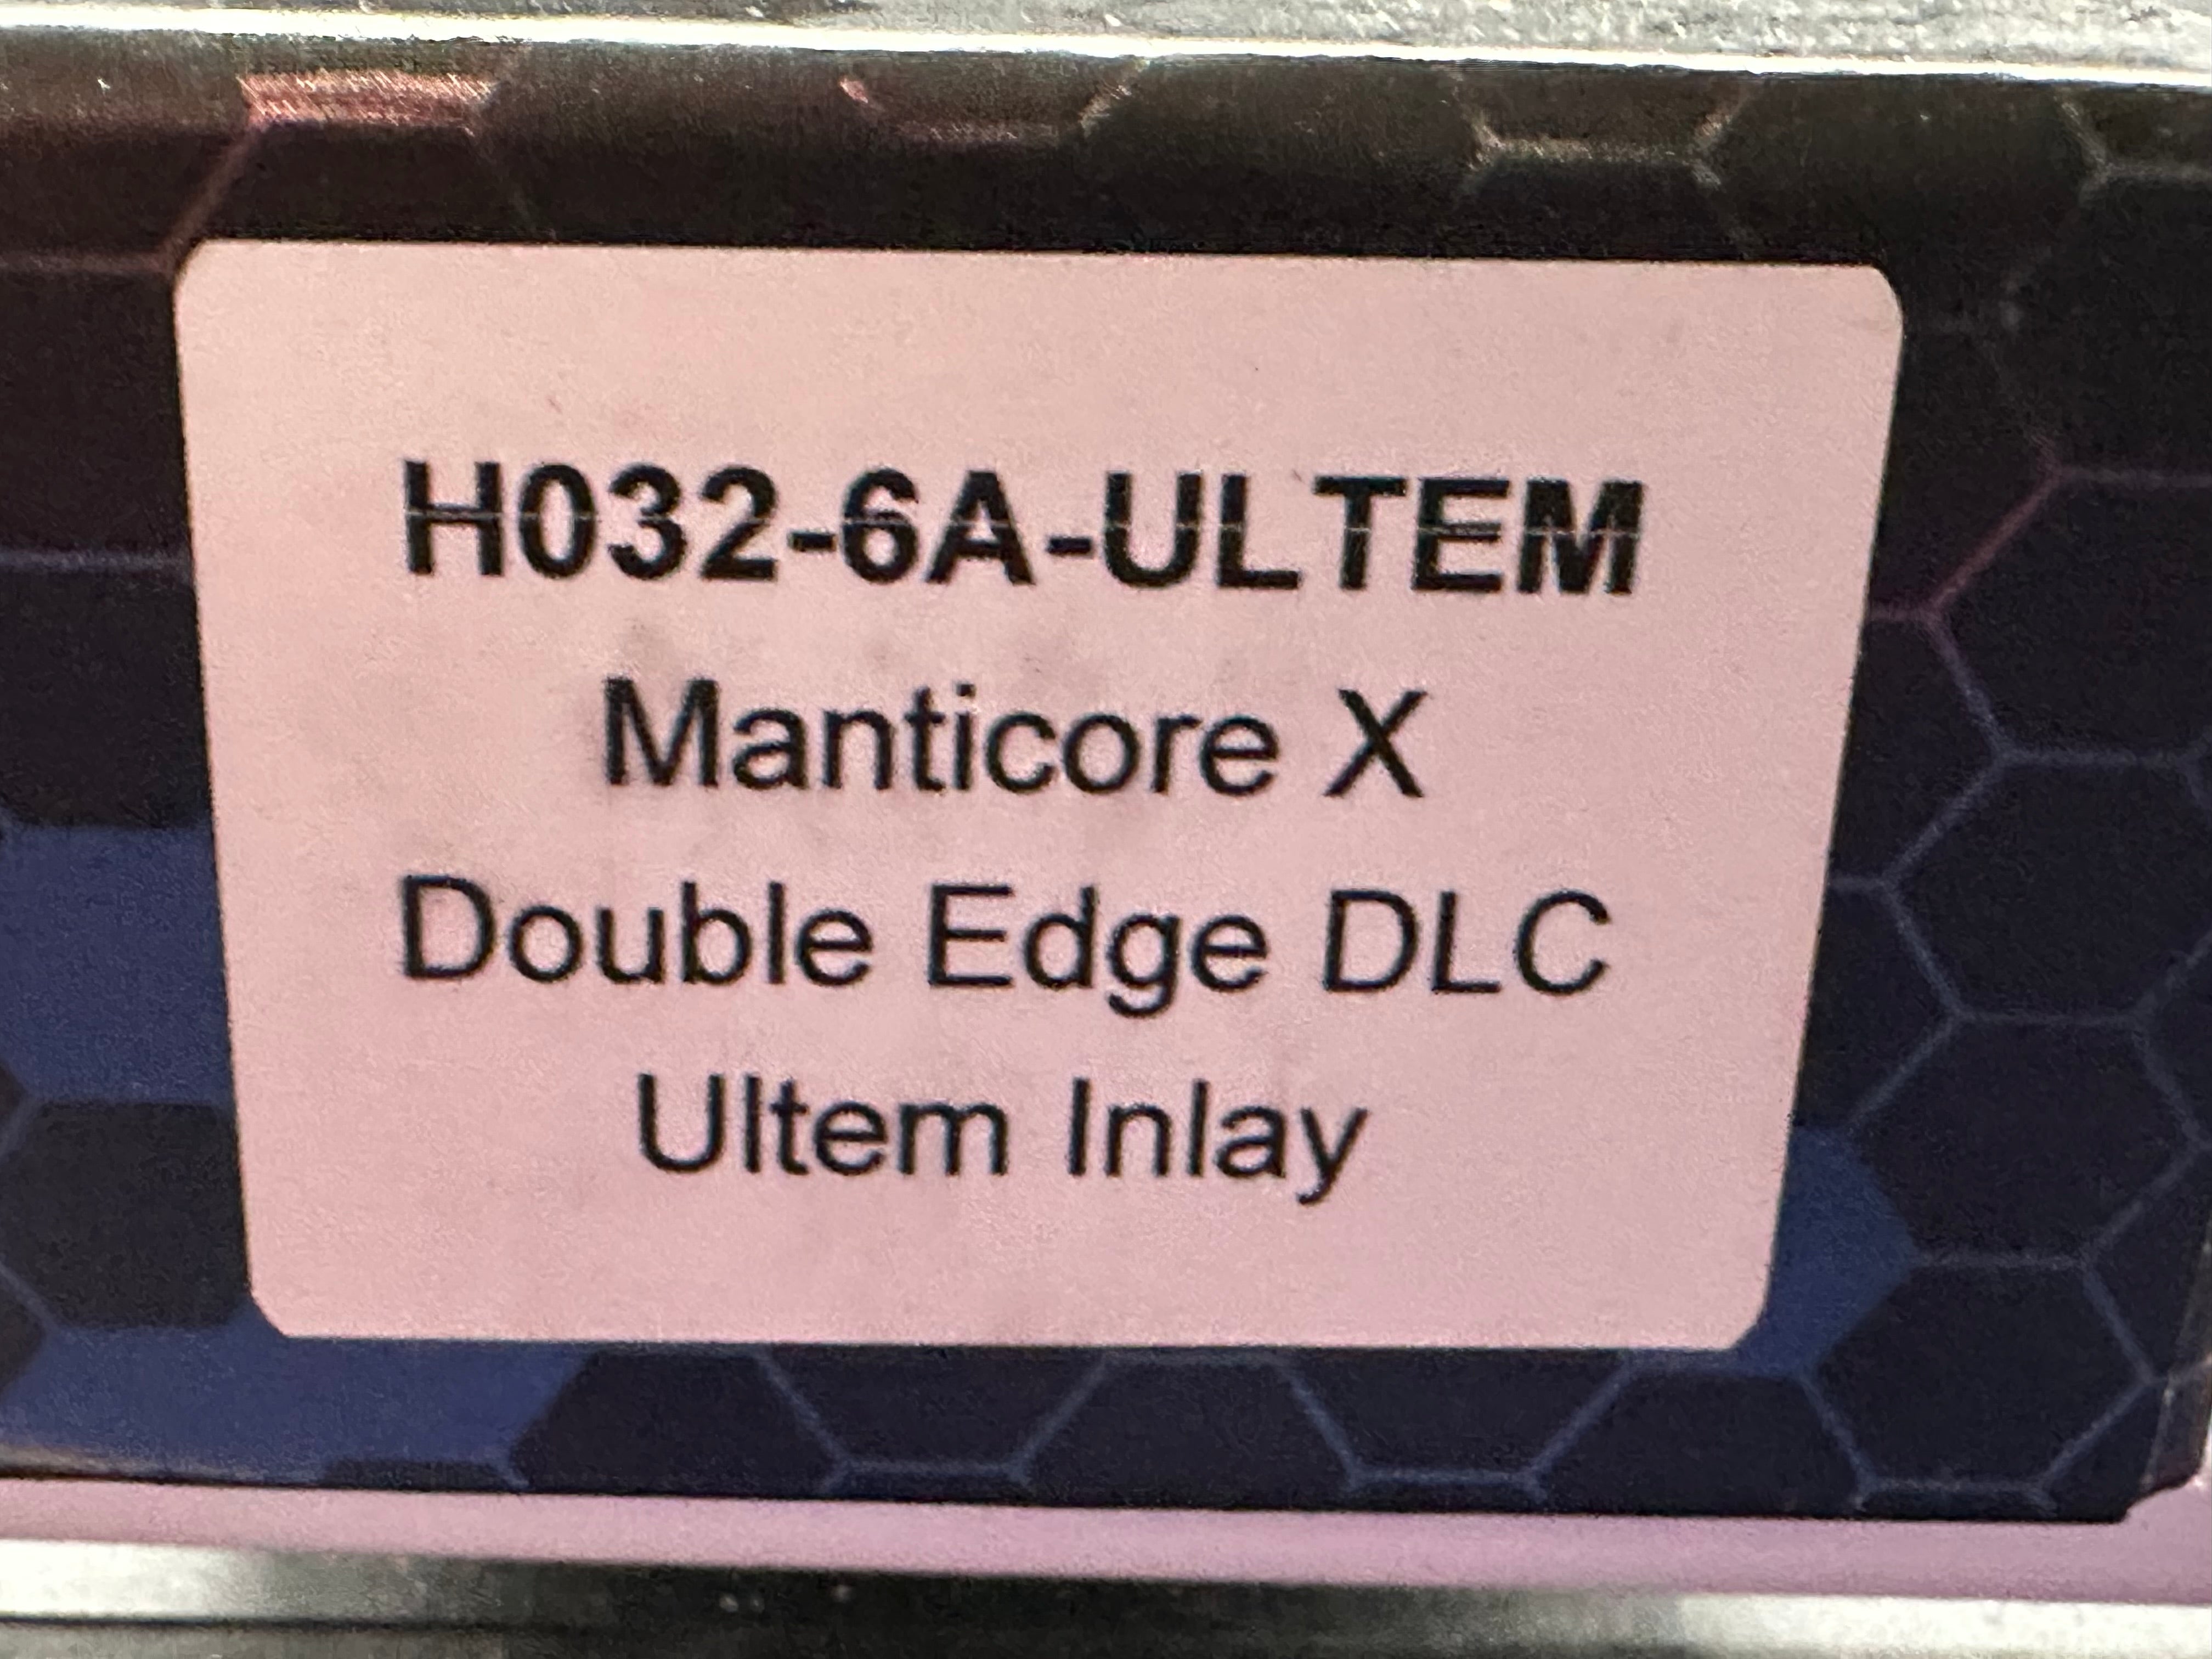 H032-6A-ULTEM
Manticore X
Double Edge DLC
Ultem Inlay